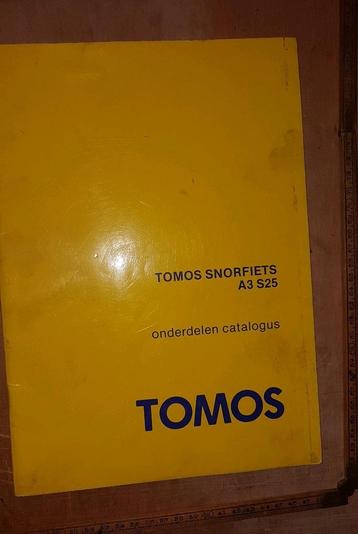 TOMOS SNORFIETS
A3 S25
onderdelen catalogus
TOMOS